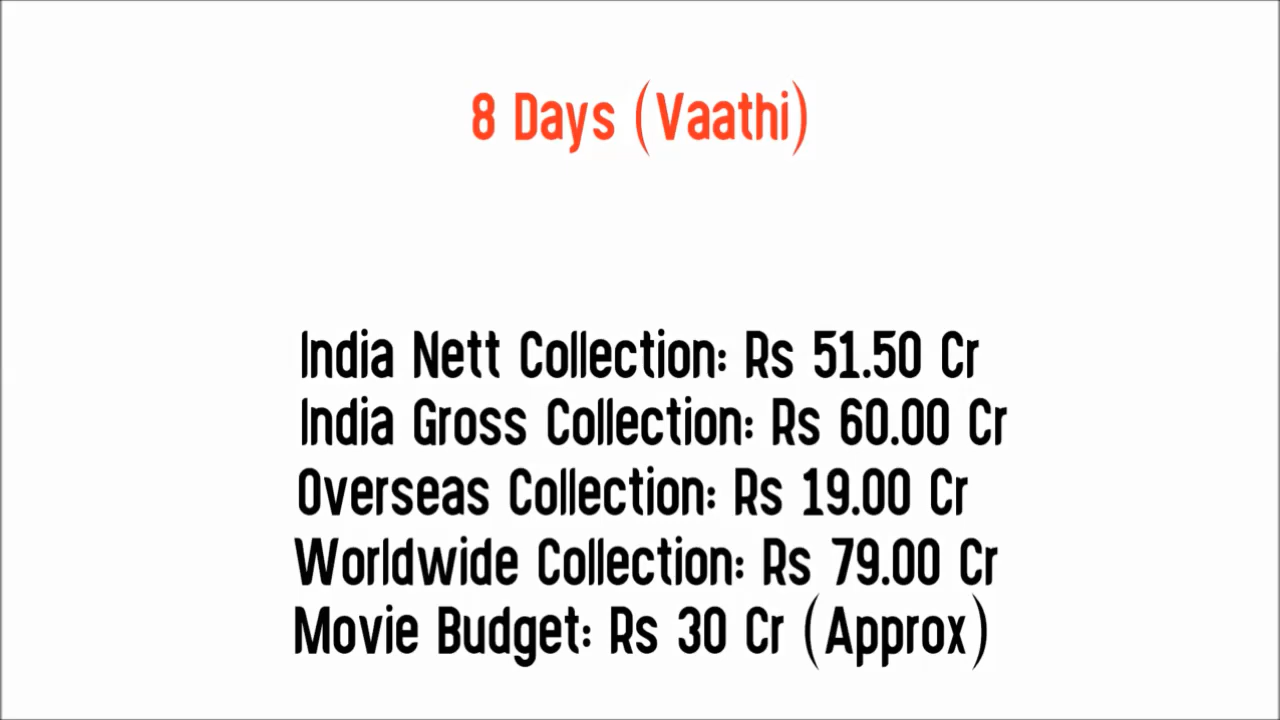 8 Days (Vaathi)
India Nett Collection: Rs 51.50 Cr
India Gross Collection: Rs 60.00 Cr
Overseas Collection: Rs 19.00 Cr
Worldwide Collection: Rs 79.00 Cr
Movie Budget: Rs 30 Cr (Approx)